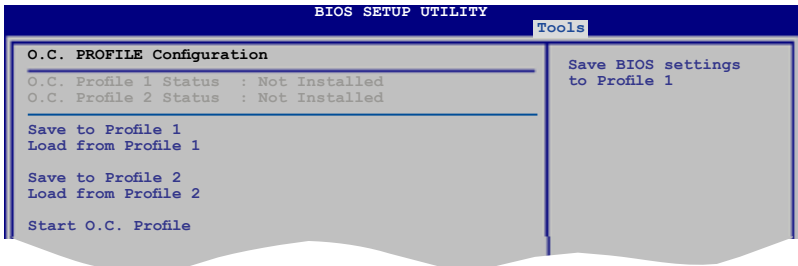 BIOS SETUP UTILITY
Tools
O.C. PROFILE Configuration
O.C. Profile 1 Status : Not Installed
O.C. Profile 2 Status : Not Installed
Save to Profile 1
Load from Profile 1
Save to Profile 2
Load from Profile 2
Start O.C. Profile
Save BIOS settings
to Profile 1